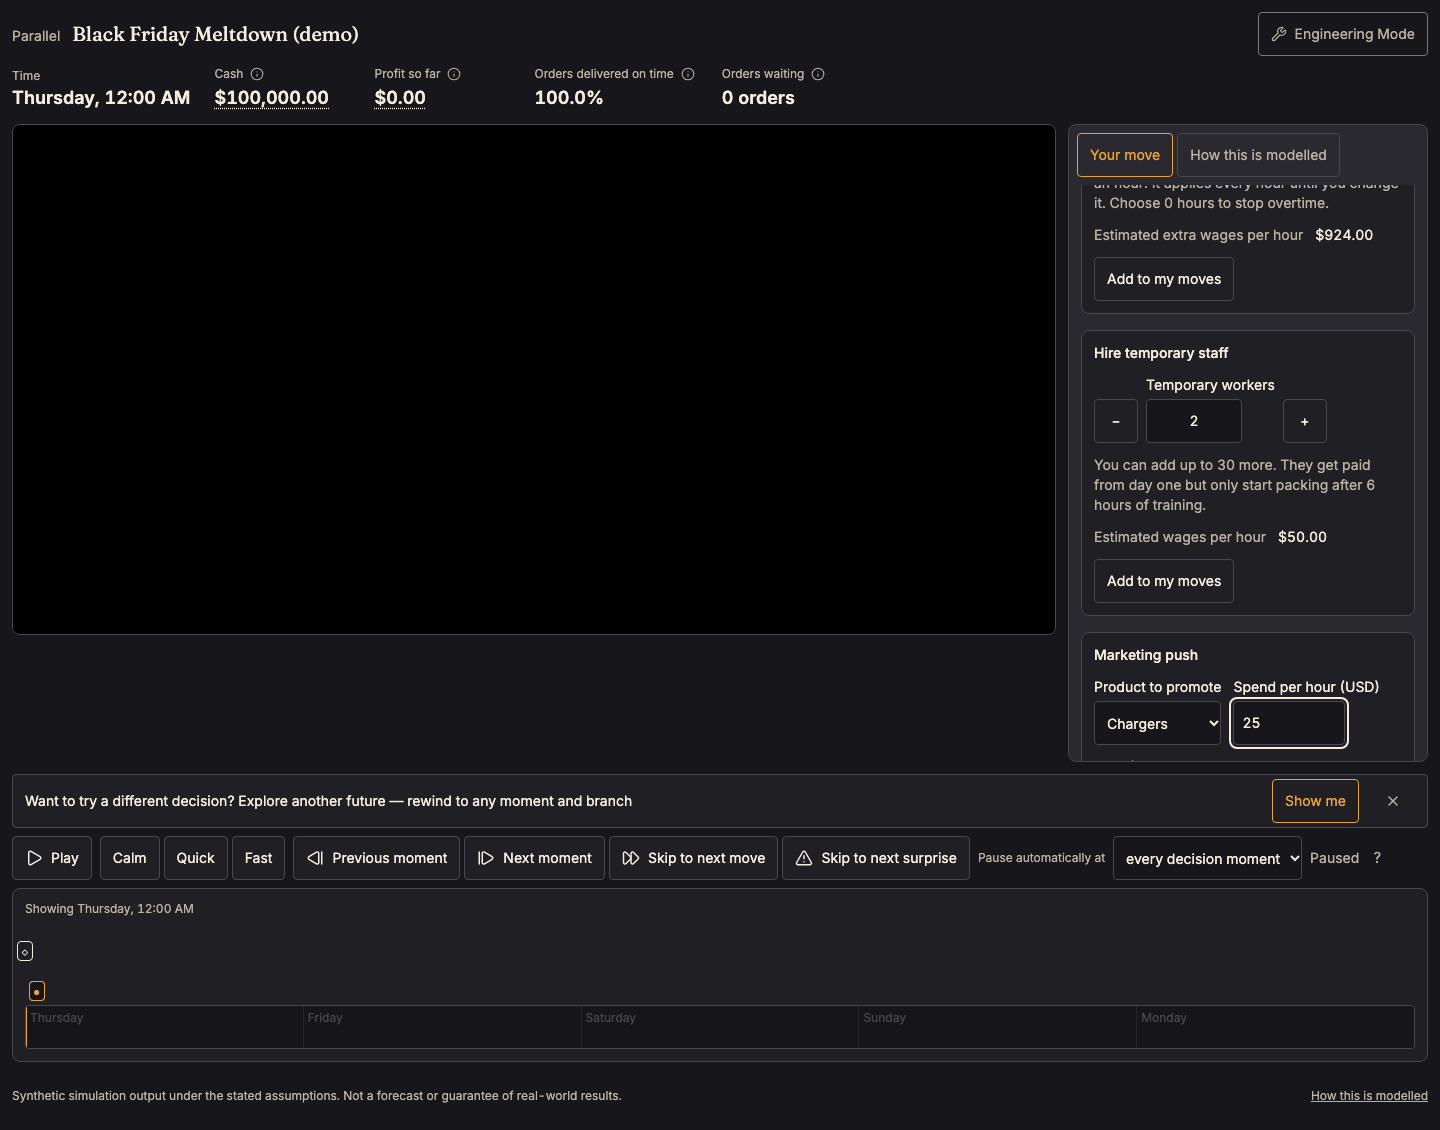 Parallel Black Friday Meltdown (demo)
Engineering Mode
Time
Thursday, 12:00 AM
Cash
$100,000.00
Profit so far
$0.00
Orders delivered on time
100.0%
Orders waiting
0 orders
Your move
How this is modelled
an hour. It applies every hour until you change
it. Choose 0 hours to stop overtime.
Estimated extra wages per hour $924.00
Add to my moves
Hire temporary staff
Temporary workers
− 2 +
You can add up to 30 more. They get paid
from day one but only start packing after 6
hours of training.
Estimated wages per hour $50.00
Add to my moves
Marketing push
Product to promote Spend per hour (USD)
Chargers 25
Want to try a different decision? Explore another future — rewind to any moment and branch
Show me
Play Calm Quick Fast Previous moment Next moment Skip to next move Skip to next surprise Pause automatically at every decision moment Paused ?
Showing Thursday, 12:00 AM
Thursday Friday Saturday Sunday Monday
Synthetic simulation output under the stated assumptions. Not a forecast or guarantee of real-world results.
How this is modelled